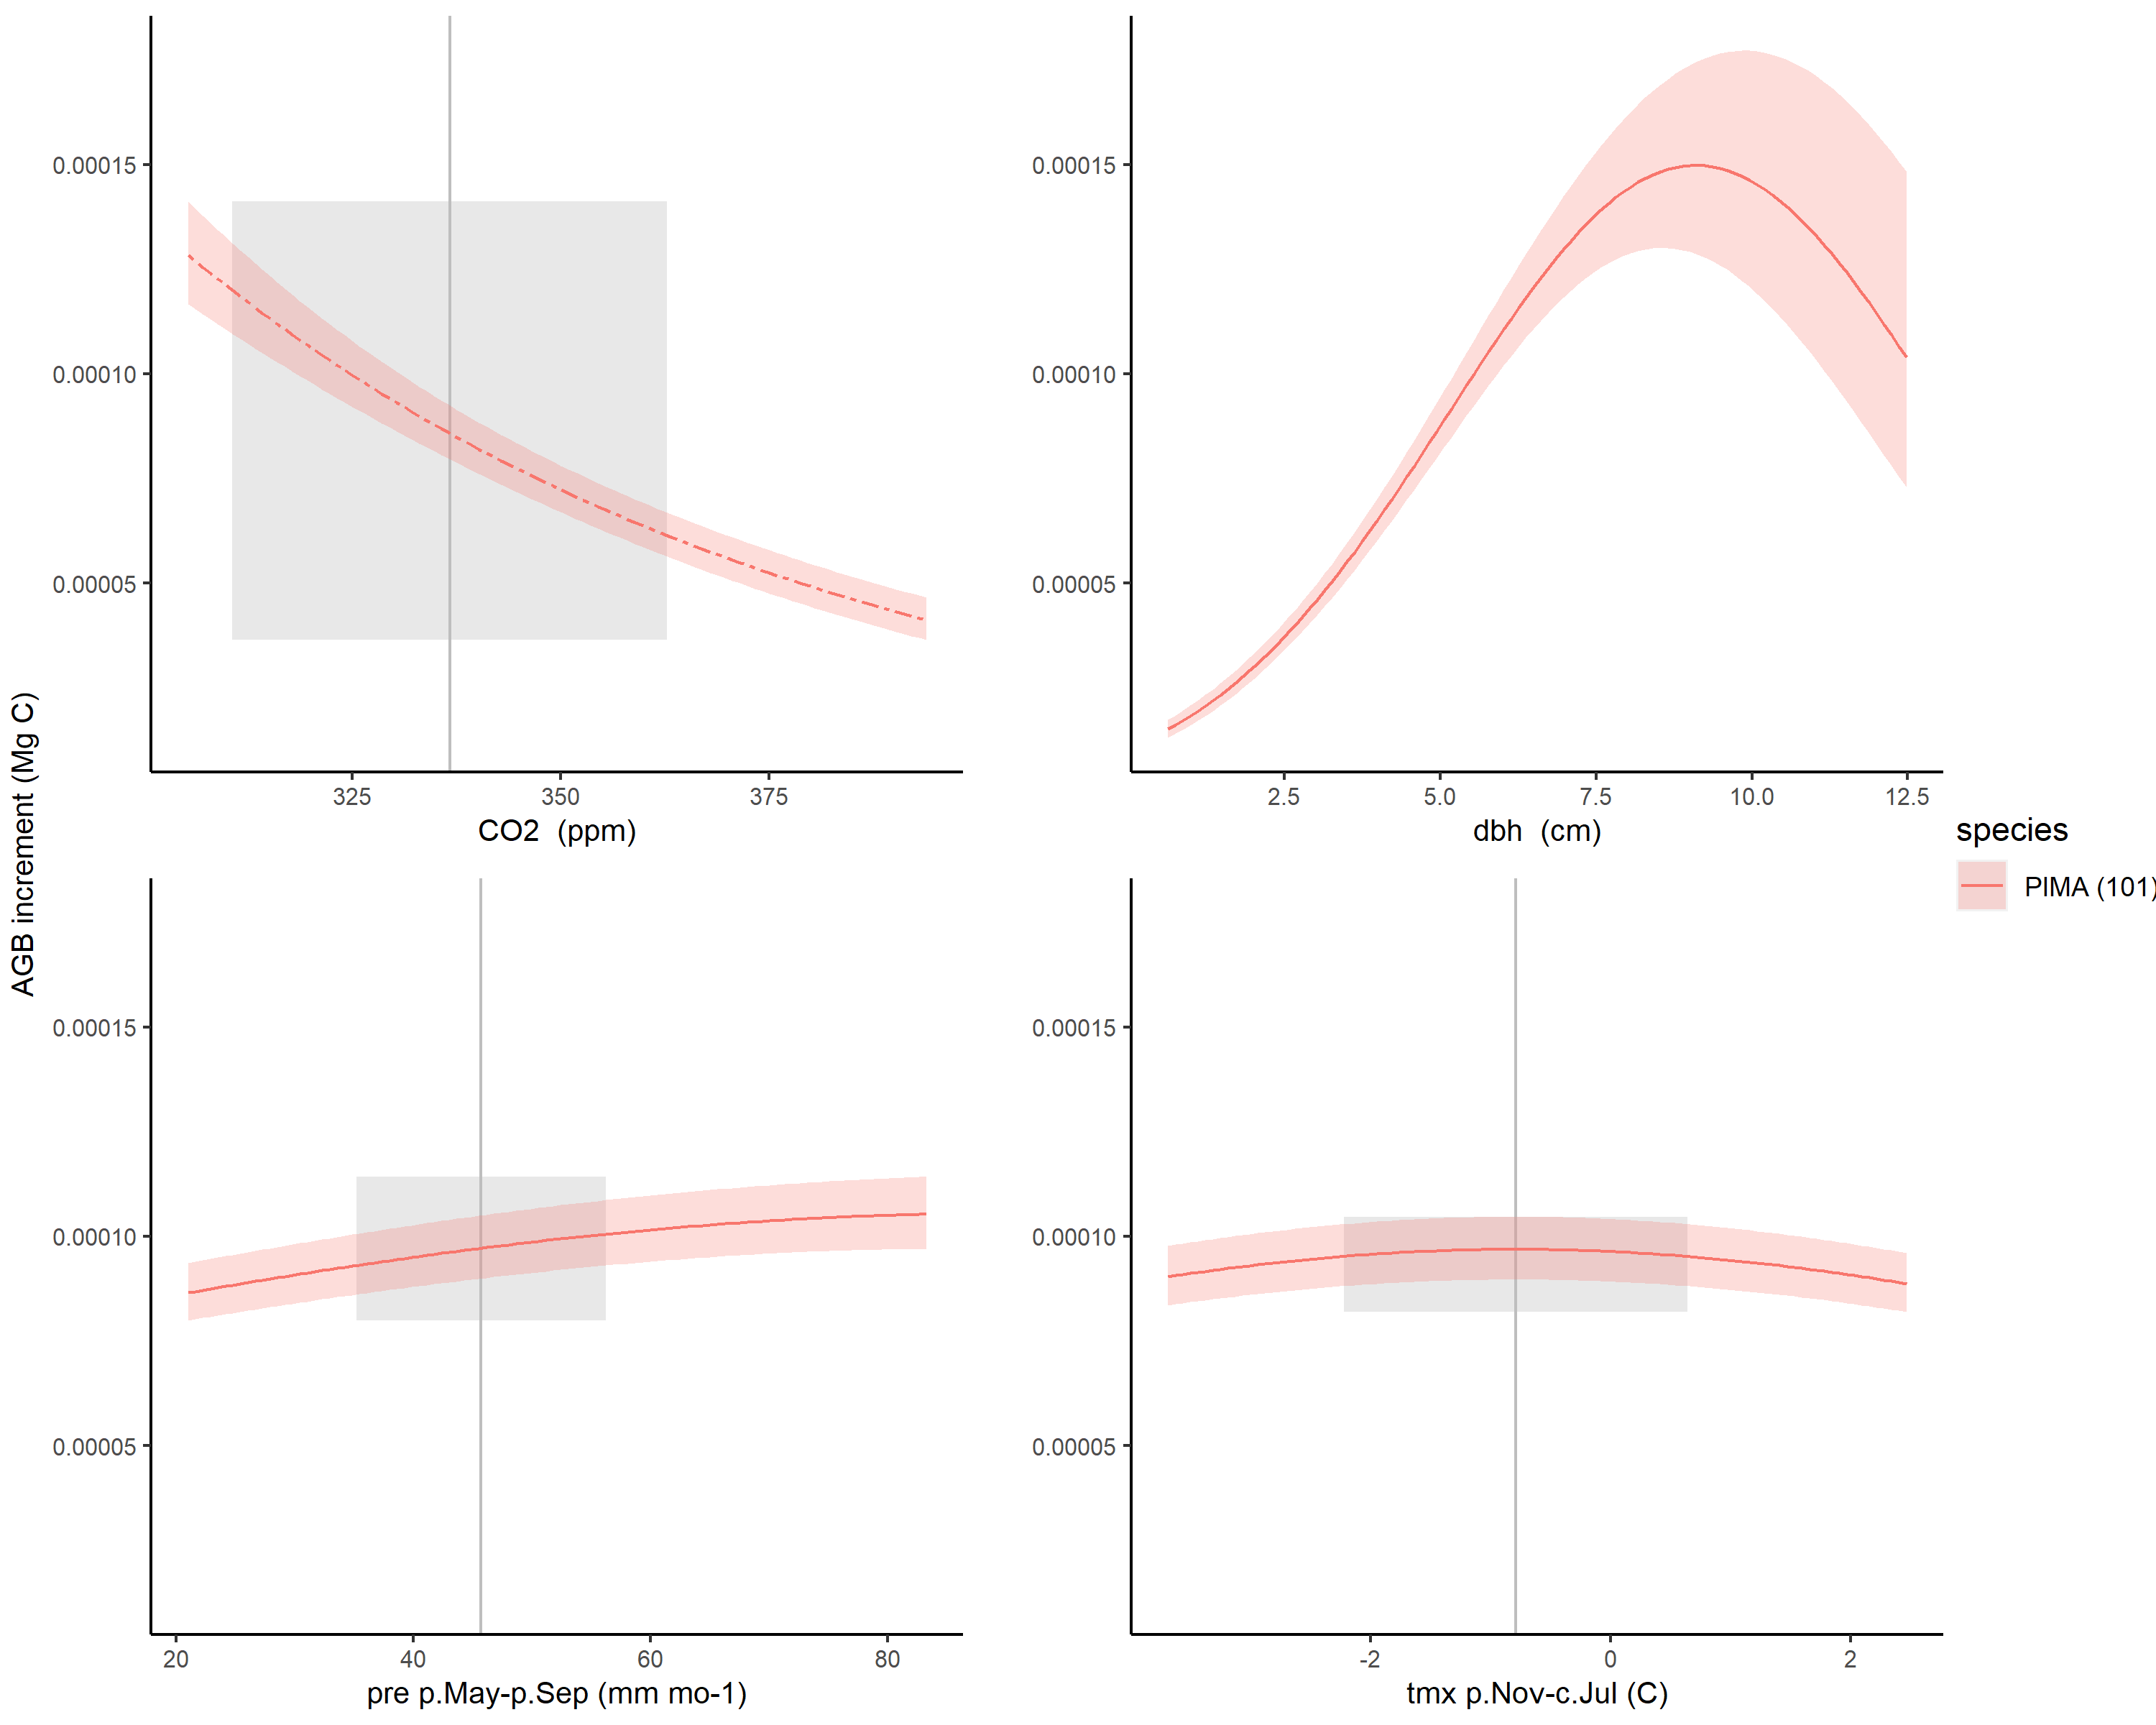 AGB increment (Mg C)
0.00015
0.00010
0.00005
325 350 375
CO2  (ppm)
0.00015
0.00010
0.00005
2.5 5.0 7.5 10.0 12.5
dbh  (cm)
0.00015
0.00010
0.00005
20 40 60 80
pre p.May-p.Sep (mm mo-1)
0.00015
0.00010
0.00005
-2 0 2
tmx p.Nov-c.Jul (C)
species
PIMA (101)